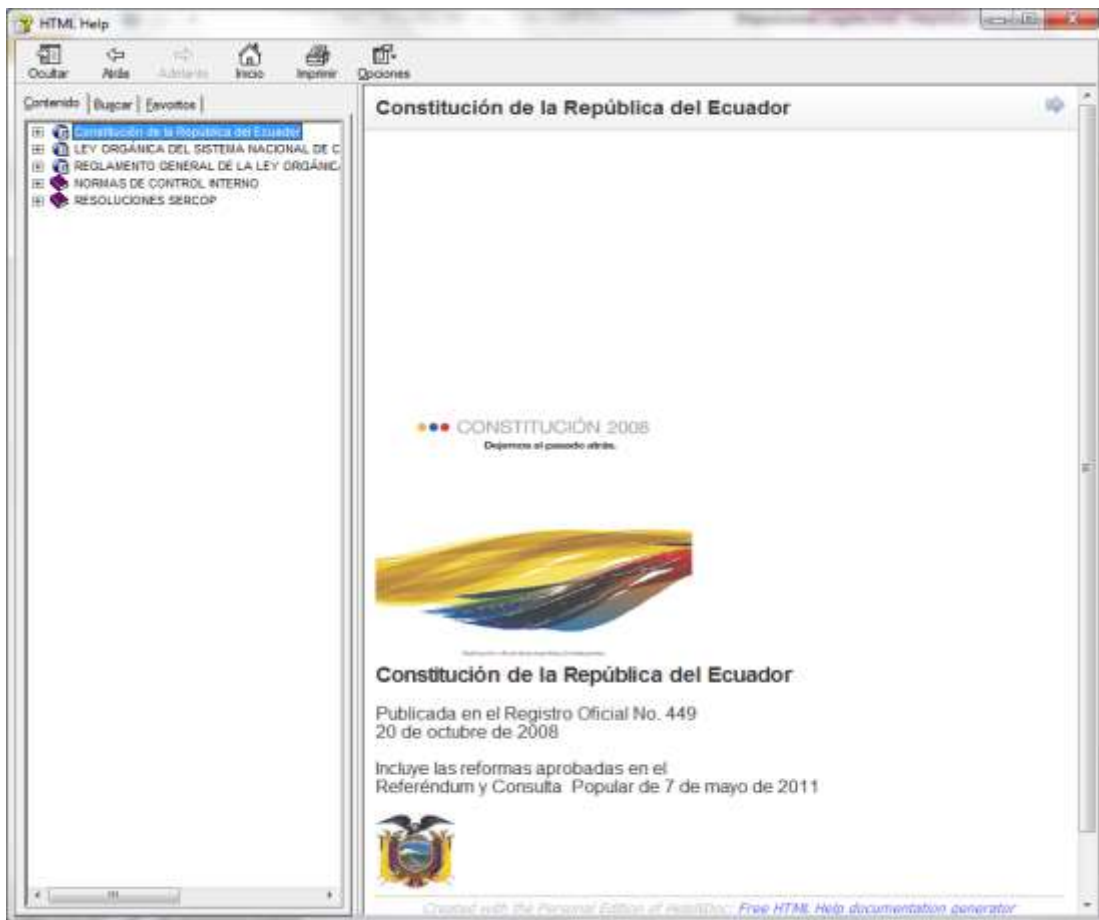 HTML Help
Ocultar Atrás Adelante Inicio Imprimir Opciones
Contenido Buscar Favoritos
Constitución de la República del Ecuador
LEY ORGÁNICA DEL SISTEMA NACIONAL DE C
REGLAMENTO GENERAL DE LA LEY ORGÁNICA
NORMAS DE CONTROL INTERNO
RESOLUCIONES SERCOP
Constitución de la República del Ecuador
CONSTITUCIÓN 2008
Dejemos el pasado atrás.
Constitución de la República del Ecuador
Publicada en el Registro Oficial No. 449
20 de octubre de 2008
Incluye las reformas aprobadas en el
Referéndum y Consulta Popular de 7 de mayo de 2011
Created with the Personal Edition of HelpNDoc: Free HTML Help documentation generator